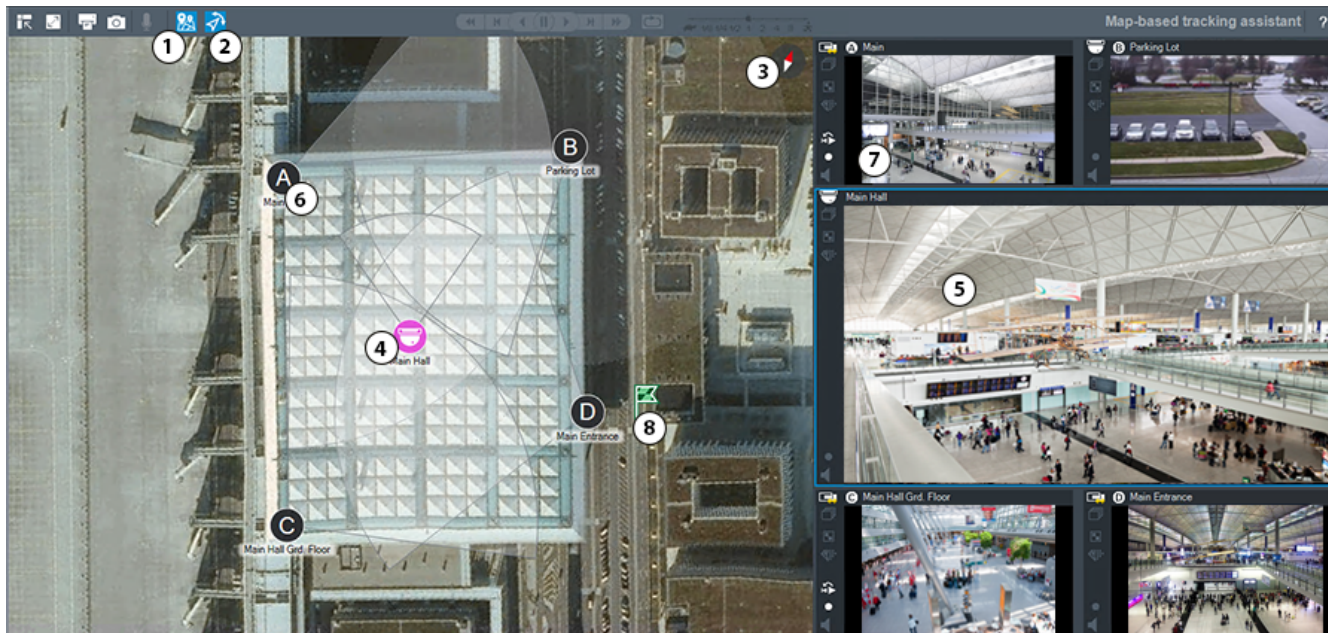 Map-based tracking assistant
?
1
2
3
A Main
B Parking Lot
7
B
Parking Lot
A
6
Main
Main Hall
5
4
Main Hall
8
D
Main Entrance
C
Main Hall Grd. Floor
C Main Hall Grd. Floor
D Main Entrance